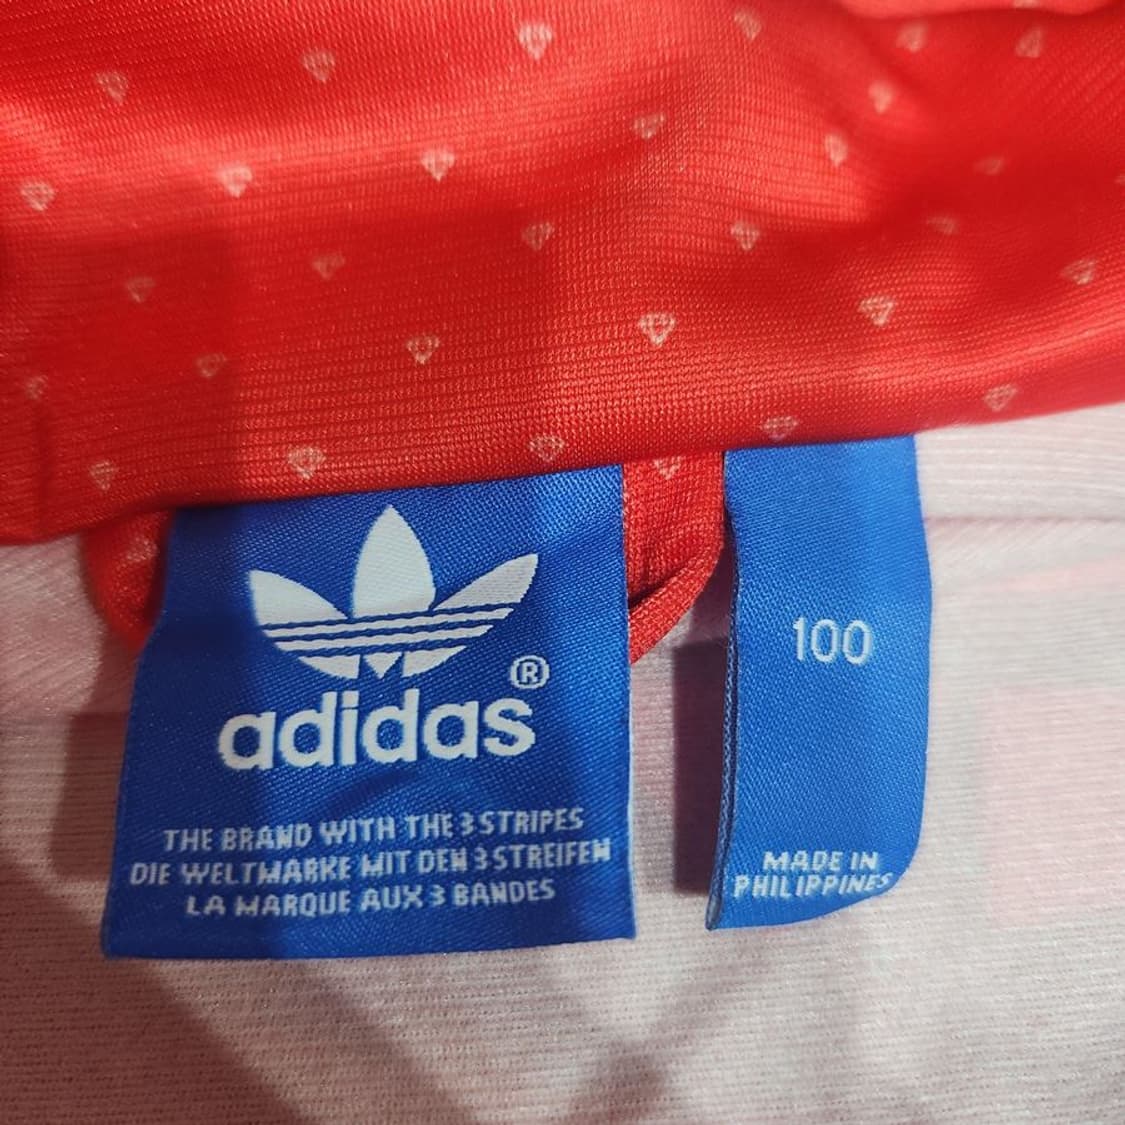 ®
adidas
THE BRAND WITH THE 3 STRIPES
DIE WELTMARKE MIT DEN 3 STREIFEN
LA MARQUE AUX 3 BANDES
100
MADE IN
PHILIPPINES